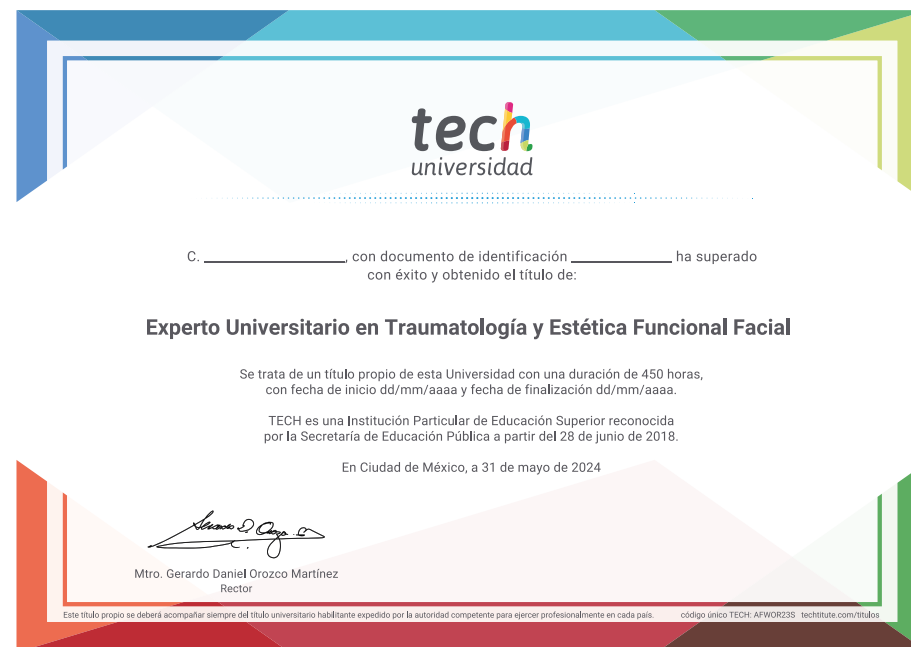 tech
universidad
C. ____________, con documento de identificación ____________ ha superado
con éxito y obtenido el título de:
Experto Universitario en Traumatología y Estética Funcional Facial
Se trata de un título propio de esta Universidad con una duración de 450 horas,
con fecha de inicio dd/mm/aaaa y fecha de finalización dd/mm/aaaa.
TECH es una Institución Particular de Educación Superior reconocida
por la Secretaría de Educación Pública a partir del 28 de junio de 2018.
En Ciudad de México, a 31 de mayo de 2024
Mtro. Gerardo Daniel Orozco Martínez
Rector
Este título propio se deberá acompañar siempre del título universitario habilitante expedido por la autoridad competente para ejercer profesionalmente en cada país. código único TECH: AFWOR23S techtitute.com/titulos